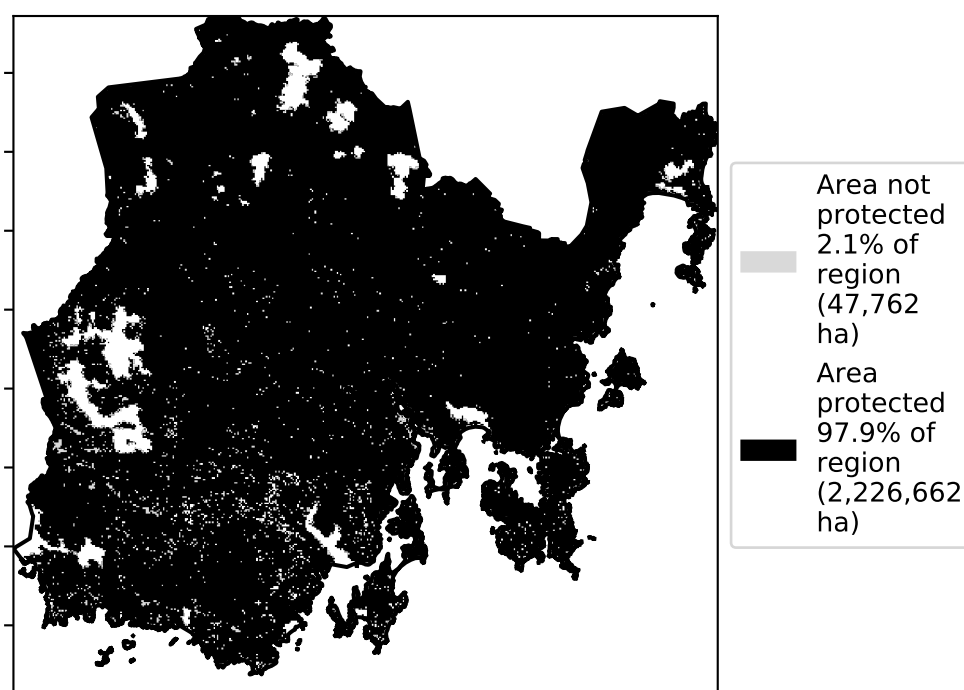 Area not
protected
2.1% of
region
(47,762
ha)
Area
protected
97.9% of
region
(2,226,662
ha)